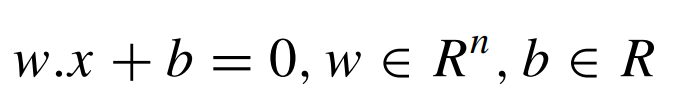 w.x + b = 0, w ∈ Rⁿ, b ∈ R